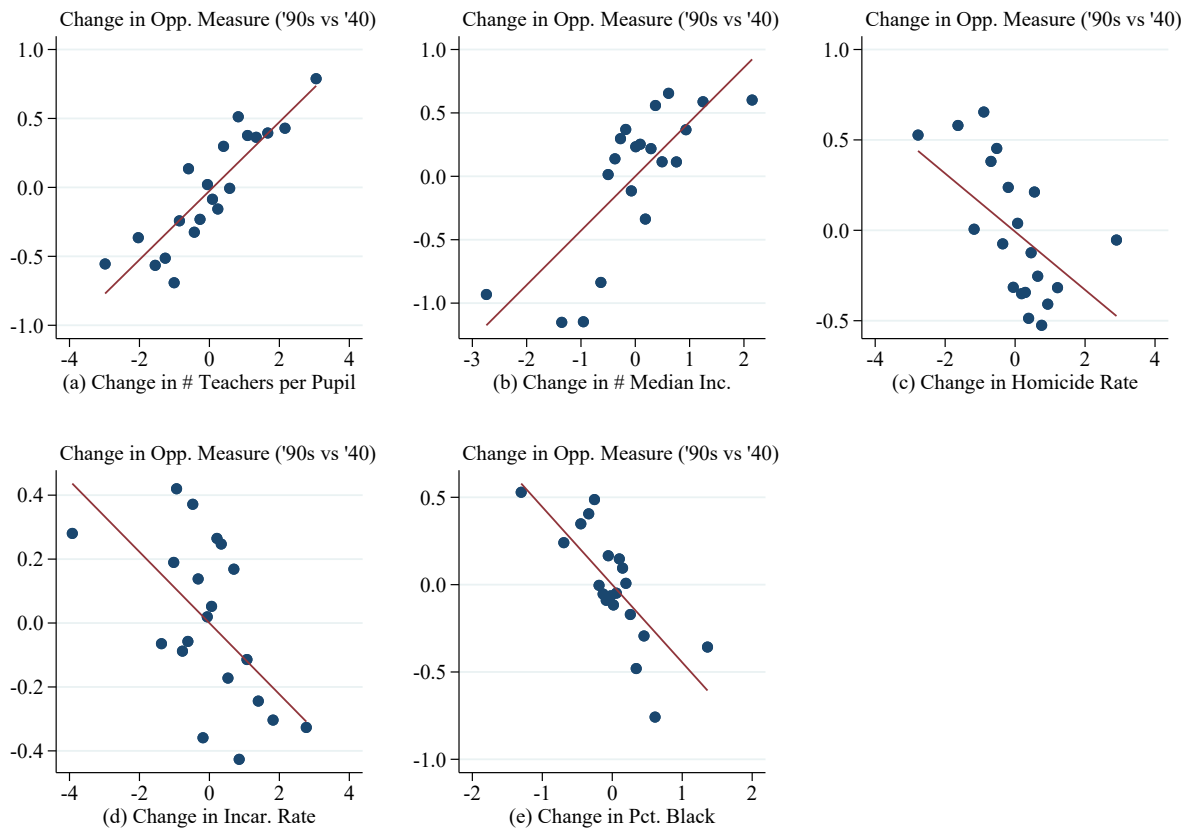 Change in Opp. Measure ('90s vs '40)
1.0
0.5
0.0
-0.5
-1.0
-4 -2 0 2 4
(a) Change in # Teachers per Pupil
Change in Opp. Measure ('90s vs '40)
1.0
0.5
0.0
-0.5
-1.0
-3 -2 -1 0 1 2
(b) Change in # Median Inc.
Change in Opp. Measure ('90s vs '40)
1.0
0.5
0.0
-0.5
-4 -2 0 2 4
(c) Change in Homicide Rate
Change in Opp. Measure ('90s vs '40)
0.4
0.2
0.0
-0.2
-0.4
-4 -2 0 2 4
(d) Change in Incar. Rate
Change in Opp. Measure ('90s vs '40)
0.5
0.0
-0.5
-1.0
-2 -1 0 1 2
(e) Change in Pct. Black